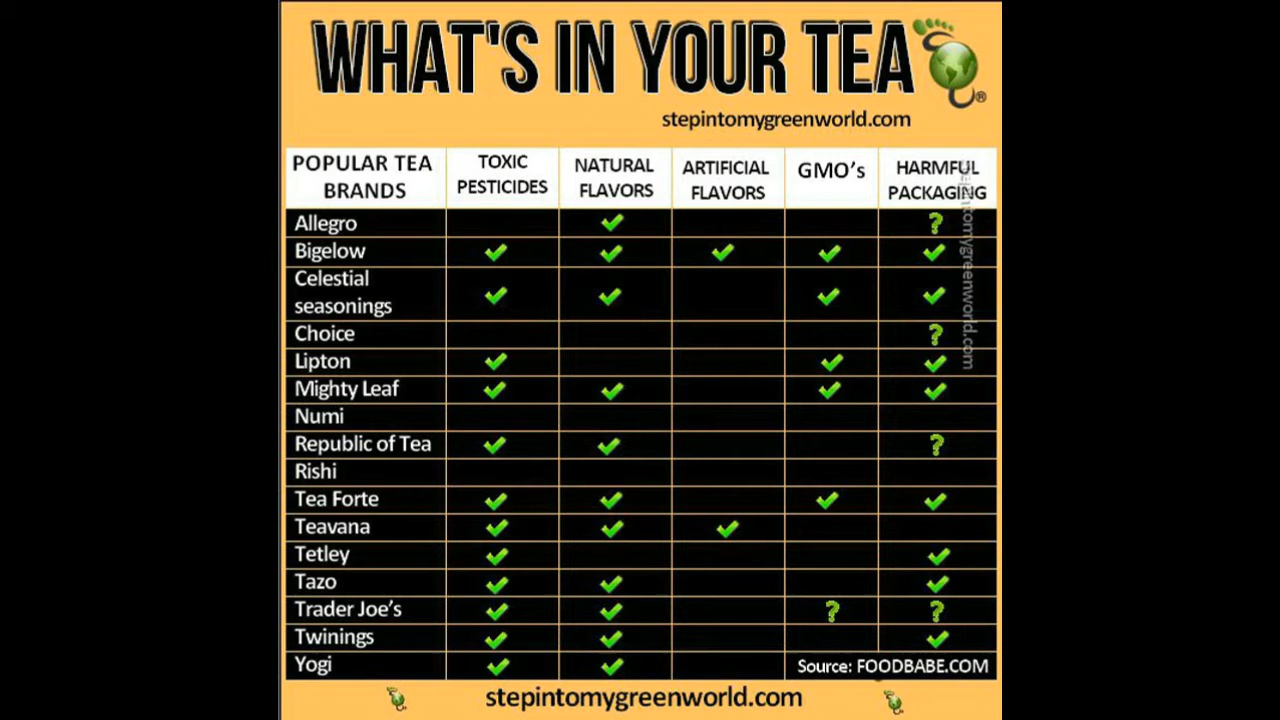 WHAT'S IN YOUR TEA
®
stepintomygreenworld.com
POPULAR TEA BRANDS TOXIC PESTICIDES NATURAL FLAVORS ARTIFICIAL FLAVORS GMO's HARMFUL PACKAGING
Allegro ✔ ?
Bigelow ✔ ✔ ✔ ✔ ✔
Celestial seasonings ✔ ✔ ✔ ✔
Choice ?
Lipton ✔ ✔ ✔
Mighty Leaf ✔ ✔ ✔ ✔
Numi
Republic of Tea ✔ ✔ ?
Rishi
Tea Forte ✔ ✔ ✔ ✔
Teavana ✔ ✔ ✔
Tetley ✔ ✔
Tazo ✔ ✔ ✔
Trader Joe's ✔ ✔ ? ?
Twinings ✔ ✔ ✔
Yogi ✔ ✔ Source: FOODBABE.COM
stepintomygreenworld.com
stepintomygreenworld.com